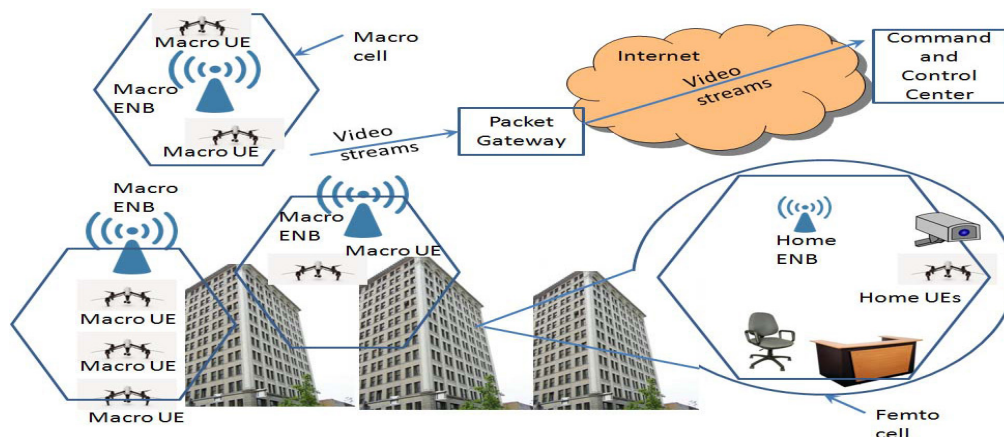 Macro UE
Macro
ENB
Macro UE
Macro
cell
Video
streams
Packet
Gateway
Internet
Video
streams
Command
and
Control
Center
Macro
ENB
Macro UE
Macro UE
Macro UE
Macro
ENB
Macro UE
Home
ENB
Home UEs
Femto
cell